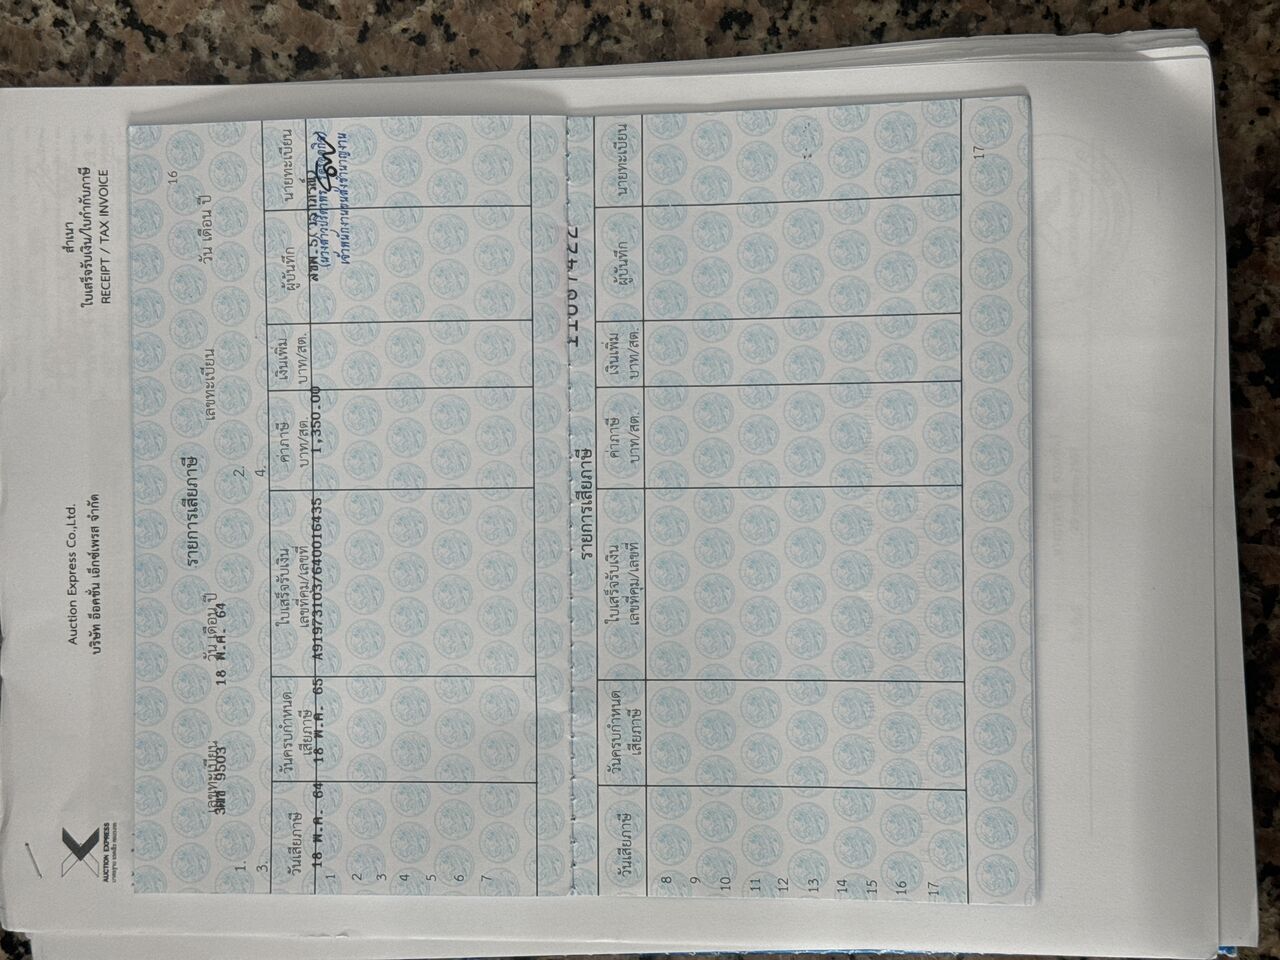 AUCTION EXPRESS
Auction Express Co.,Ltd.
บริษัท อ๊อคชั่น เอ็กซ์เพรส จำกัด
สำเนา
ใบเสร็จรับเงิน/ใบกำกับภาษี
RECEIPT / TAX INVOICE
16
รายการเสียภาษี
เลขทะเบียน วัน เดือน ปี เลขทะเบียน วัน เดือน ปี
1. 9503 18 พ.ค. 64 2.
3. 4.
วันเสียภาษี วันครบกำหนด เสียภาษี ใบเสร็จรับเงิน เลขที่คุม/เลขที่ ค่าภาษี บาท/สต. เงินเพิ่ม บาท/สต. ผู้บันทึก นายทะเบียน
1 18 พ.ค. 64 18 พ.ค. 65 A91973103/640016435 1,350.00
เจ้าพนักงานขนส่งชำนาญงาน
2
3
4
5
6
7
รายการเสียภาษี
วันเสียภาษี วันครบกำหนด เสียภาษี ใบเสร็จรับเงิน เลขที่คุม/เลขที่ ค่าภาษี บาท/สต. เงินเพิ่ม บาท/สต. ผู้บันทึก นายทะเบียน
8
9
10
11
12
13
14
15
16
17
17